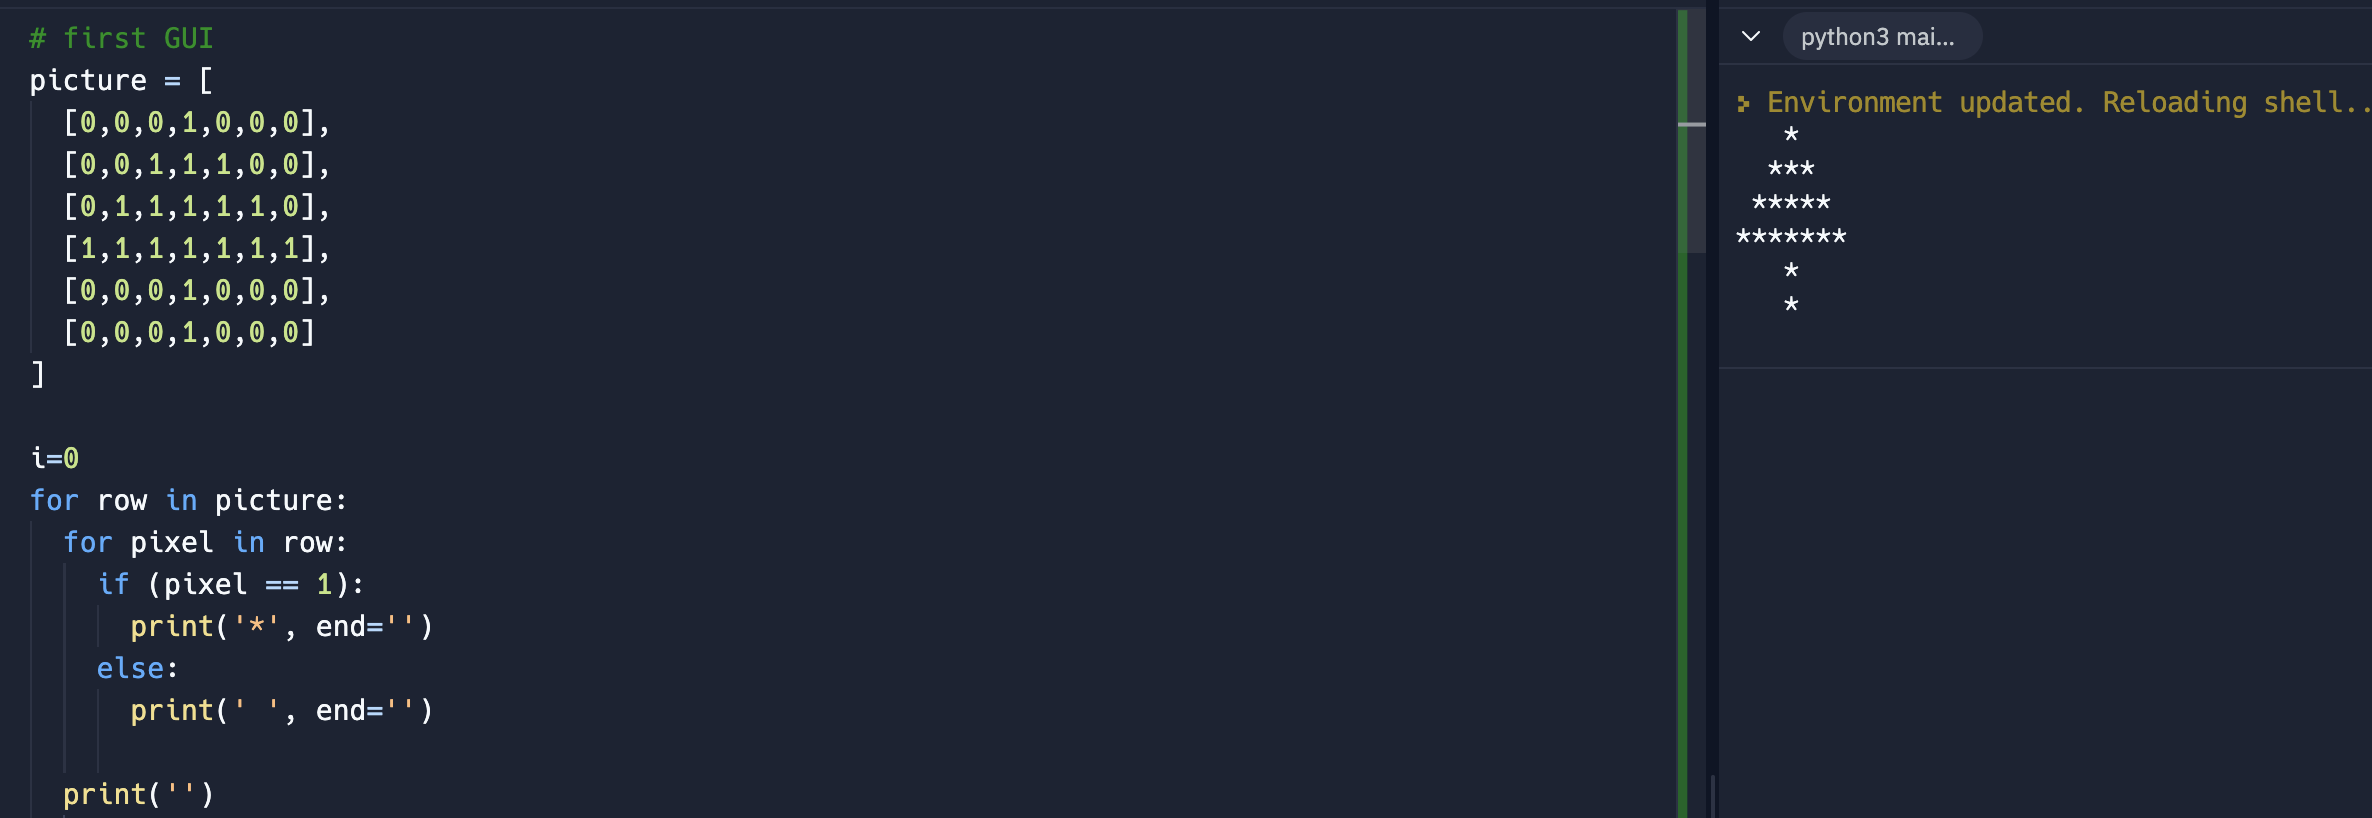 # first GUI
picture = [
  [0,0,0,1,0,0,0],
  [0,0,1,1,1,0,0],
  [0,1,1,1,1,1,0],
  [1,1,1,1,1,1,1],
  [0,0,0,1,0,0,0],
  [0,0,0,1,0,0,0]
]

i=0
for row in picture:
  for pixel in row:
    if (pixel == 1):
      print('*', end='')
    else:
      print(' ', end='')

  print('')
python3 mai...
Environment updated. Reloading shell..
   *
  ***
 *****
*******
   *
   *